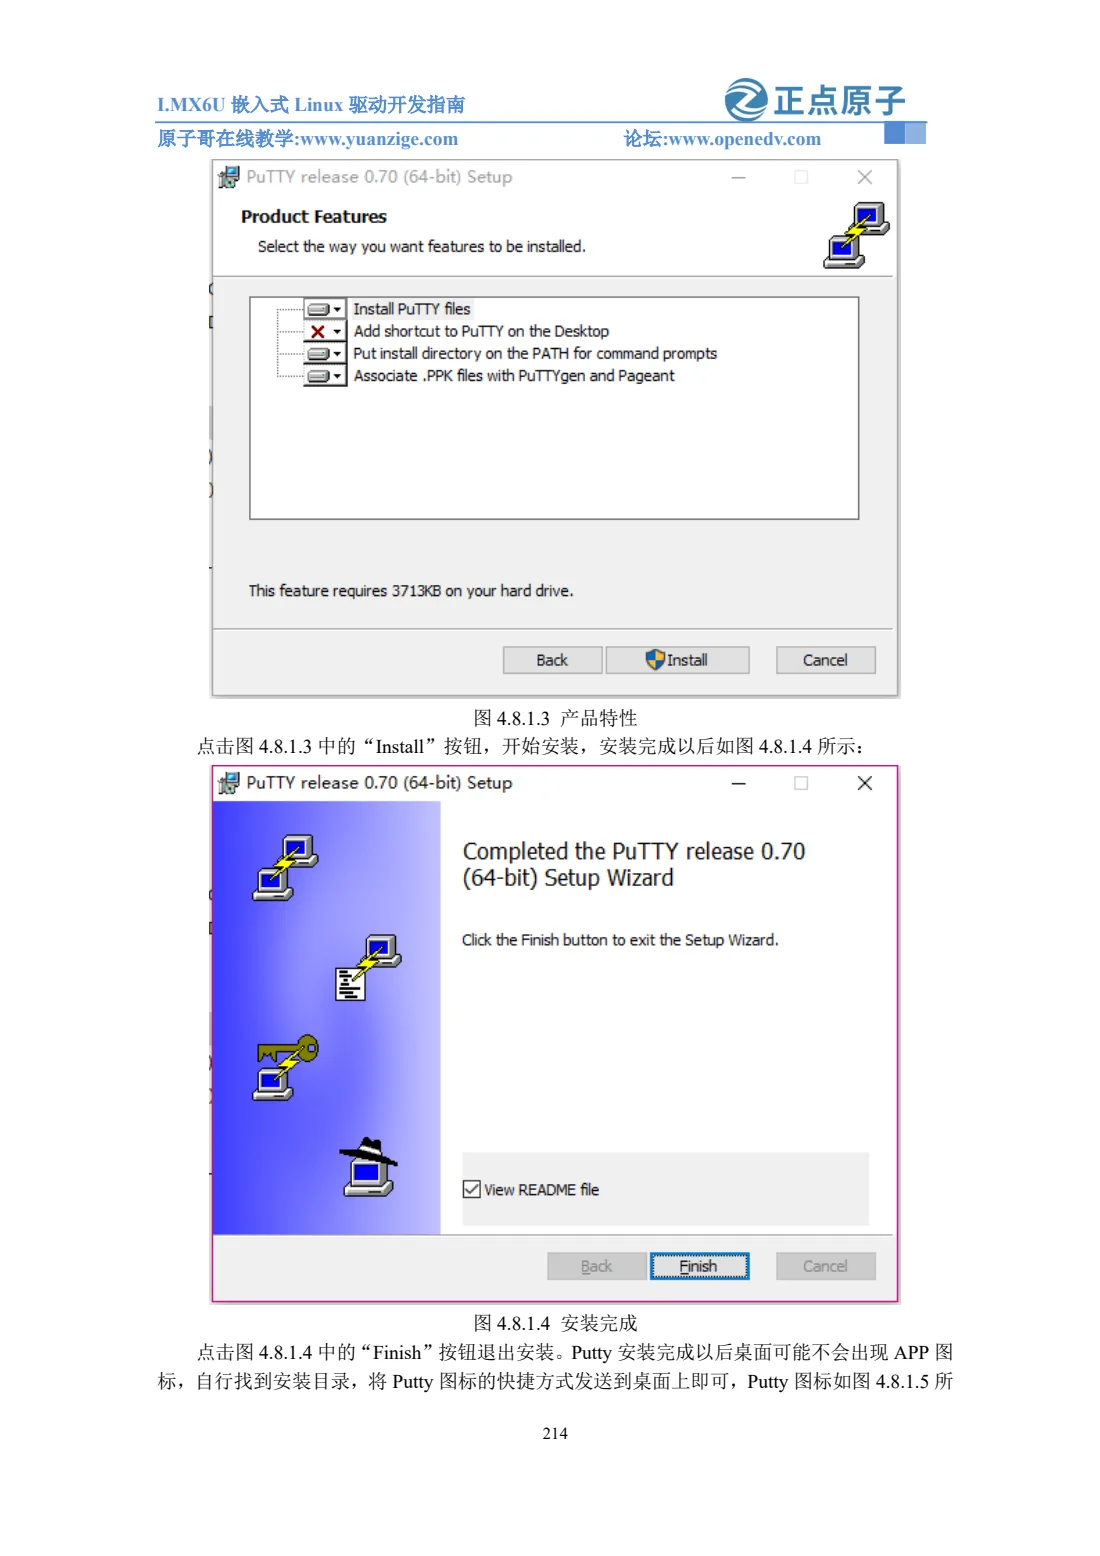 I.MX6U 嵌入式 Linux 驱动开发指南
正点原子
原子哥在线教学:www.yuanzige.com 论坛:www.openedv.com
PuTTY release 0.70 (64-bit) Setup
Product Features
Select the way you want features to be installed.
Install PuTTY files
Add shortcut to PuTTY on the Desktop
Put install directory on the PATH for command prompts
Associate .PPK files with PuTTYgen and Pageant
This feature requires 3713KB on your hard drive.
Back Install Cancel
图 4.8.1.3 产品特性
点击图 4.8.1.3 中的“Install”按钮，开始安装，安装完成以后如图 4.8.1.4 所示：
PuTTY release 0.70 (64-bit) Setup
Completed the PuTTY release 0.70
(64-bit) Setup Wizard
Click the Finish button to exit the Setup Wizard.
View README file
Back Finish Cancel
图 4.8.1.4 安装完成
点击图 4.8.1.4 中的“Finish”按钮退出安装。Putty 安装完成以后桌面可能不会出现 APP 图
标，自行找到安装目录，将 Putty 图标的快捷方式发送到桌面上即可，Putty 图标如图 4.8.1.5 所
214